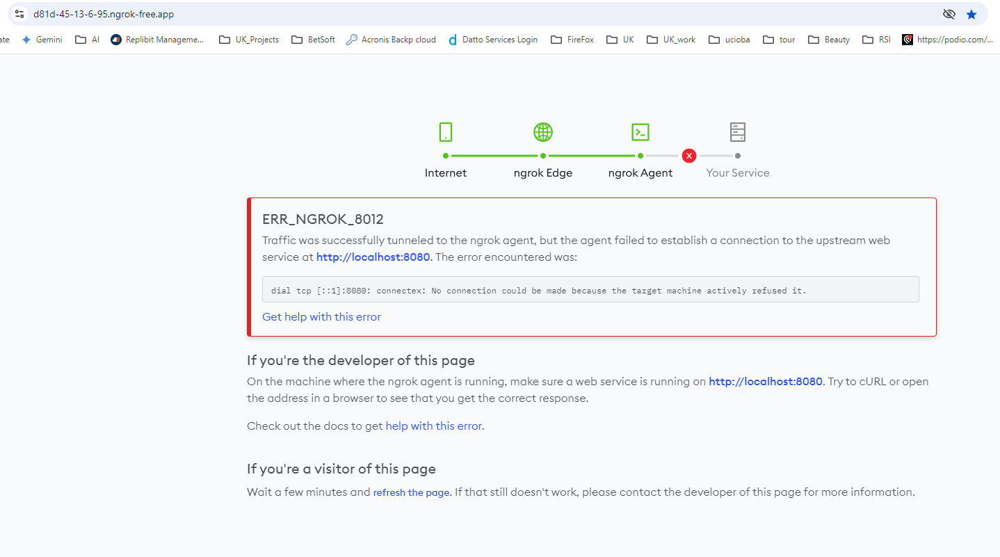 d81d-45-13-6-95.ngrok-free.app
ate Gemini AI Replibit Manageme... UK_Projects BetSoft Acronis Backp cloud Datto Services Login FireFox UK UK_work ucioba tour Beauty RSI https://podio.com/...
Internet ngrok Edge ngrok Agent Your Service
ERR_NGROK_8012
Traffic was successfully tunneled to the ngrok agent, but the agent failed to establish a connection to the upstream web
service at http://localhost:8080. The error encountered was:
dial tcp [::1]:8080: connectex: No connection could be made because the target machine actively refused it.
Get help with this error
If you're the developer of this page
On the machine where the ngrok agent is running, make sure a web service is running on http://localhost:8080. Try to cURL or open
the address in a browser to see that you get the correct response.
Check out the docs to get help with this error.
If you're a visitor of this page
Wait a few minutes and refresh the page. If that still doesn't work, please contact the developer of this page for more information.